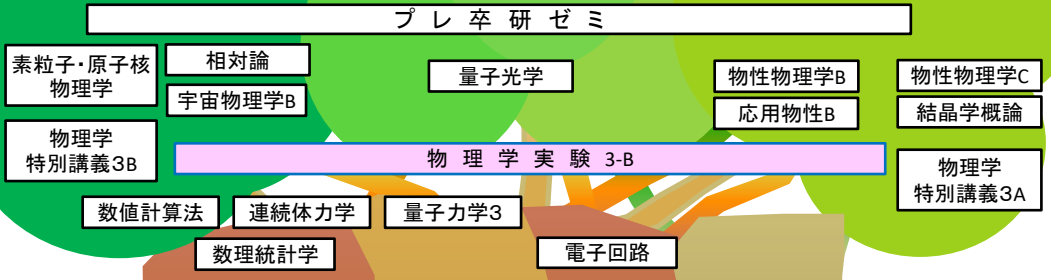 プレ卒研ゼミ
素粒子・原子核
物理学
相対論
宇宙物理学B
量子光学
物性物理学B
応用物性B
物性物理学C
結晶学概論
物理学
特別講義3B
物理学実験 3-B
物理学
特別講義3A
数値計算法
連続体力学
量子力学3
数理統計学
電子回路